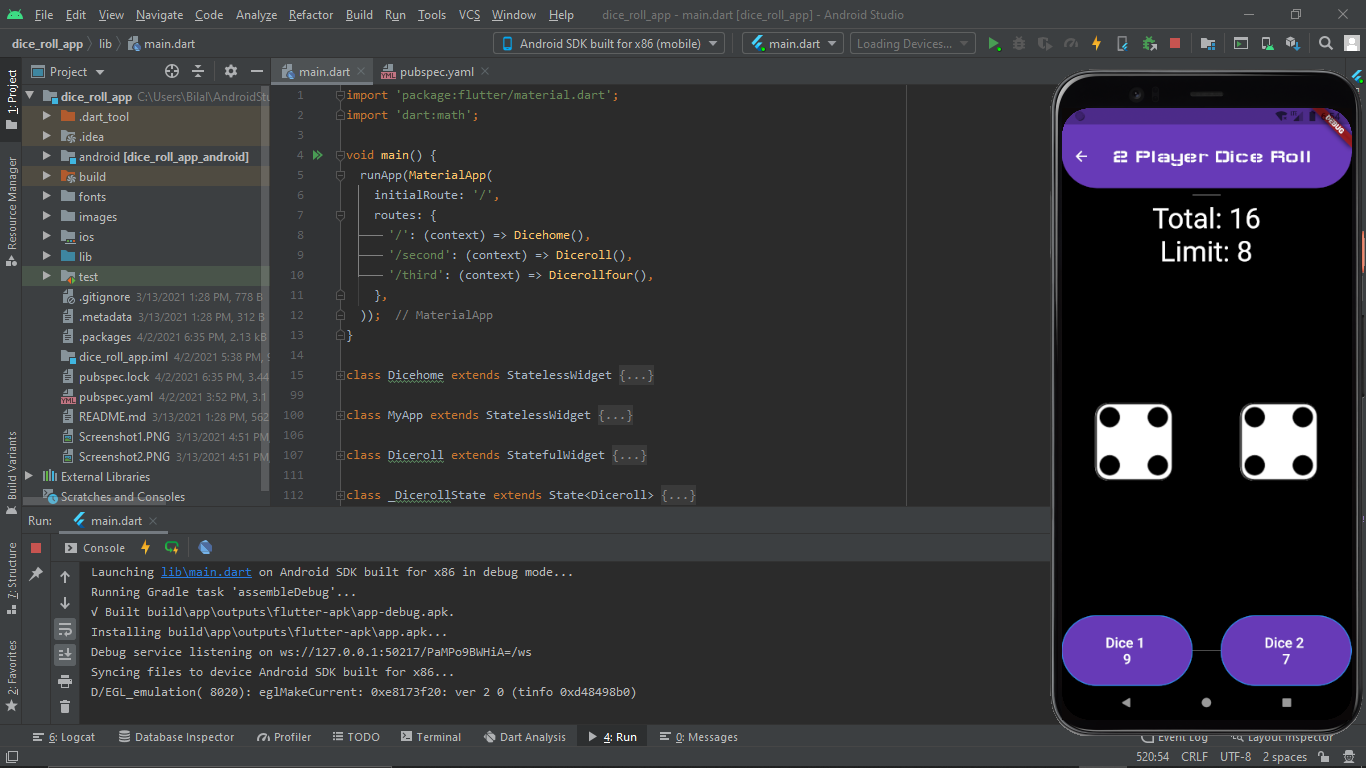 File Edit View Navigate Code Analyze Refactor Build Run Tools VCS Window Help dice_roll_app - main.dart [dice_roll_app] - Android Studio
dice_roll_app lib main.dart Android SDK built for x86 (mobile) main.dart Loading Devices...
1: Project
Resource Manager
Build Variants
7: Structure
2: Favorites
Project
main.dart
pubspec.yaml
dice_roll_app C:\Users\Bilal\AndroidStu
.dart_tool
.idea
android [dice_roll_app_android]
build
fonts
images
ios
lib
test
.gitignore 3/13/2021 1:28 PM, 778 B
.metadata 3/13/2021 1:28 PM, 312 B
.packages 4/2/2021 6:35 PM, 2.13 kB
dice_roll_app.iml 4/2/2021 5:38 PM, 9
pubspec.lock 4/2/2021 6:35 PM, 3.44
pubspec.yaml 4/2/2021 3:52 PM, 3.1
README.md 3/13/2021 1:28 PM, 562
Screenshot1.PNG 3/13/2021 4:51 P
Screenshot2.PNG 3/13/2021 4:51 P
External Libraries
Scratches and Consoles
1 import 'package:flutter/material.dart';
2 import 'dart:math';
3
4 void main() {
5 runApp(MaterialApp(
6 initialRoute: '/',
7 routes: {
8 '/': (context) => Dicehome(),
9 '/second': (context) => Diceroll(),
10 '/third': (context) => Dicerollfour(),
11 },
12 )); // MaterialApp
13 }
14
15 class Dicehome extends StatelessWidget {...}
99
100 class MyApp extends StatelessWidget {...}
106
107 class Diceroll extends StatefulWidget {...}
111
112 class _DicerollState extends State<Diceroll> {...}
DEBUG
2 Player Dice Roll
Total: 16
Limit: 8
Dice 1
9
Dice 2
7
Run: main.dart
Console
Launching lib\main.dart on Android SDK built for x86 in debug mode...
Running Gradle task 'assembleDebug'...
√ Built build\app\outputs\flutter-apk\app-debug.apk.
Installing build\app\outputs\flutter-apk\app.apk...
Debug service listening on ws://127.0.0.1:50217/PaMPo9BWHiA=/ws
Syncing files to device Android SDK built for x86...
D/EGL_emulation( 8020): eglMakeCurrent: 0xe8173f20: ver 2 0 (tinfo 0xd48498b0)
6: Logcat Database Inspector Profiler TODO Terminal Dart Analysis 4: Run 0: Messages Event Log Layout Inspector
520:54 CRLF UTF-8 2 spaces